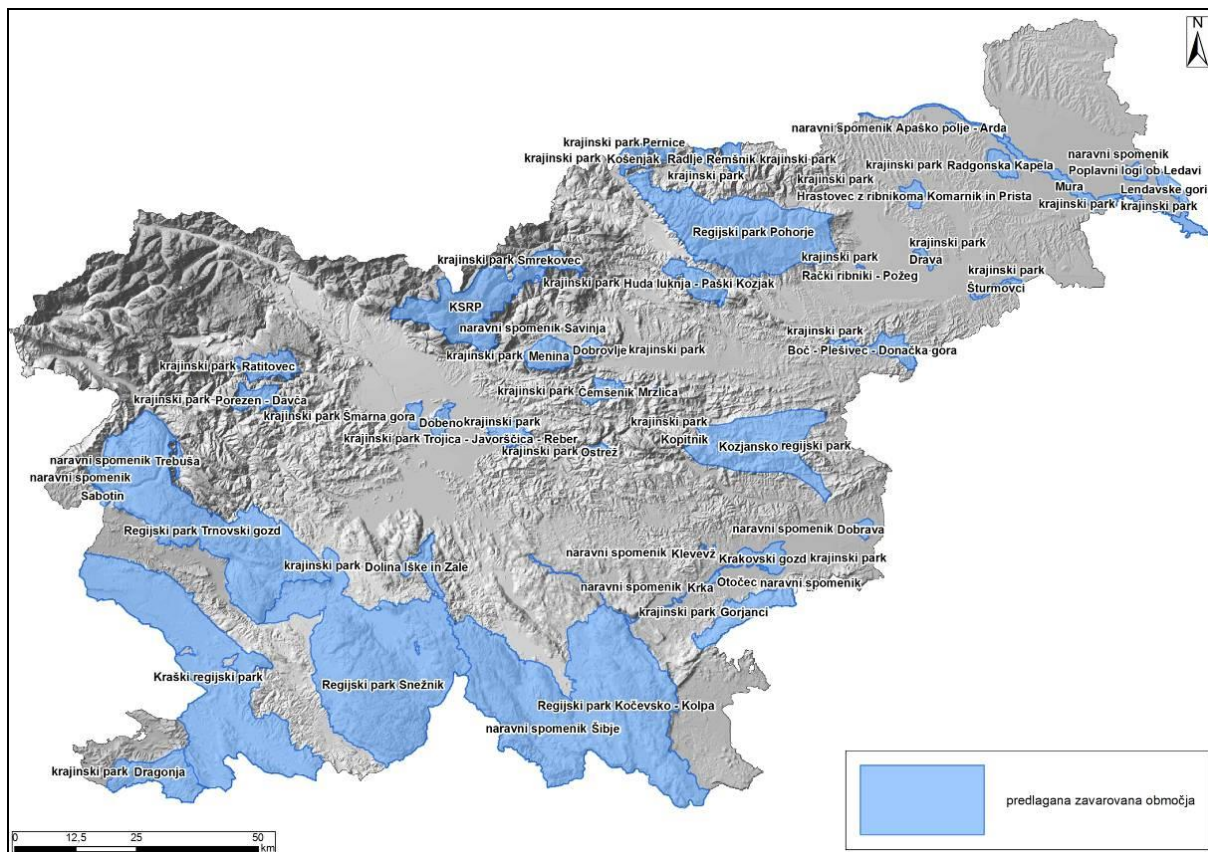 N
naravni spomenik Apaško polje - Arda
krajinski park Pernice
krajinski park Košenjak Radlje Remšnik krajinski park
krajinski park
krajinski park Radgonska Kapela
naravni spomenik
Poplavni logi ob Ledavi
krajinski park
Hrastovec z ribnikoma Komarnik in Prista
Mura
krajinski park
Lendavske gori
krajinski park
Regijski park Pohorje
krajinski park
Drava
krajinski park
Rački ribniki - Požeg
krajinski park
Šturmovci
krajinski park Smrekovec
krajinski park Huda luknja - Paški Kozjak
KSRP
naravni spomenik Savinja
krajinski park Menina
Dobrovlje krajinski park
krajinski park
Boč - Plešivec - Donačka gora
krajinski park Ratitovec
krajinski park Čemšenik Mrzlica
krajinski park Porezen - Davča
krajinski park Šmarna gora
Dobeno krajinski park
krajinski park Trojica - Javorščica - Reber
krajinski park Ostrež
krajinski park
Kopitnik
Kozjansko regijski park
naravni spomenik Trebuša
naravni spomenik
Sabotin
Regijski park Trnovski gozd
naravni spomenik Dobrava
krajinski park
Dolina Iške in Zale
naravni spomenik Klevevž
Krakovski gozd krajinski park
naravni spomenik Krka
Otočec naravni spomenik
krajinski park Gorjanci
Kraški regijski park
Regijski park Snežnik
Regijski park Kočevsko - Kolpa
naravni spomenik Šibje
krajinski park Dragonja
predlagana zavarovana območja
0 12,5 25 50
km